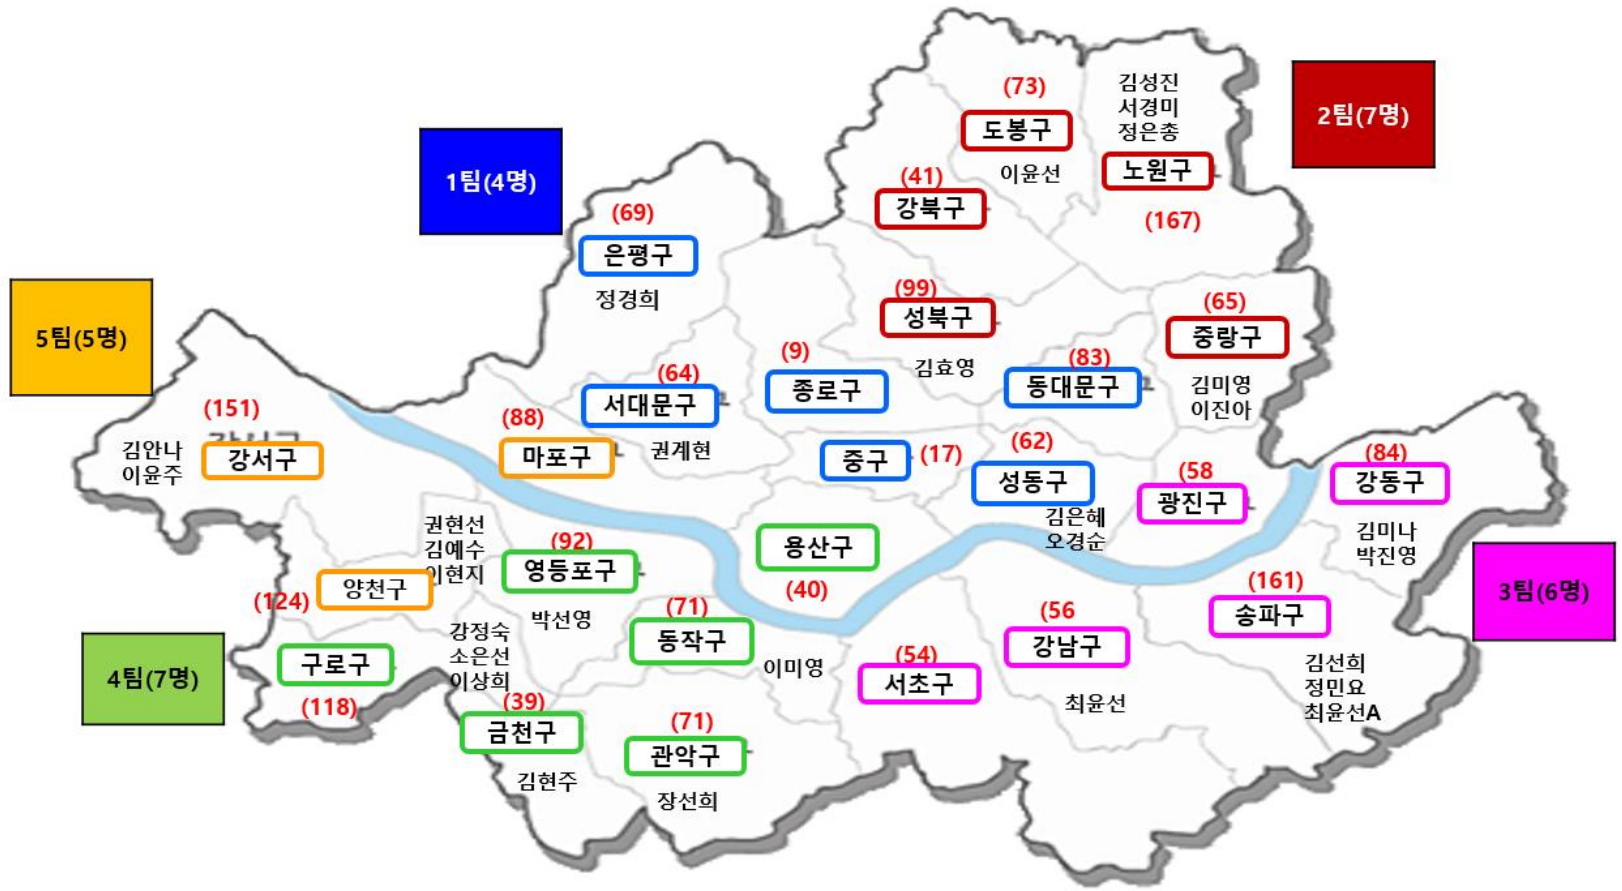 김성진
(73)
서경미
2팀(7명)
도봉구
정은총
1팀(4명)
이윤선
노원구
(41)
강북구
(69)
(167)
은평구
정경희
(99)
성북구
(65)
중랑구
5팀(5명)
(9)
(83)
김효영
(64)
종로구
동대문구
김미영
이진아
서대문구
(151)
(88)
김안나
이윤주
강서구
마포구
권계현
중구
(17)
(62)
성동구
(58)
광진구
(84)
강동구
김은혜
오경순
김미나
박진영
권현선
김예수
이현지
(92)
영등포구
용산구
(40)
양천구
(124)
박선영
(71)
동작구
(56)
강남구
(161)
송파구
3팀(6명)
강정숙
소은선
이상희
4팀(7명)
구로구
(118)
이미영
(54)
서초구
최윤선
김선희
정민요
최윤선A
(39)
금천구
(71)
관악구
김현주
장선희